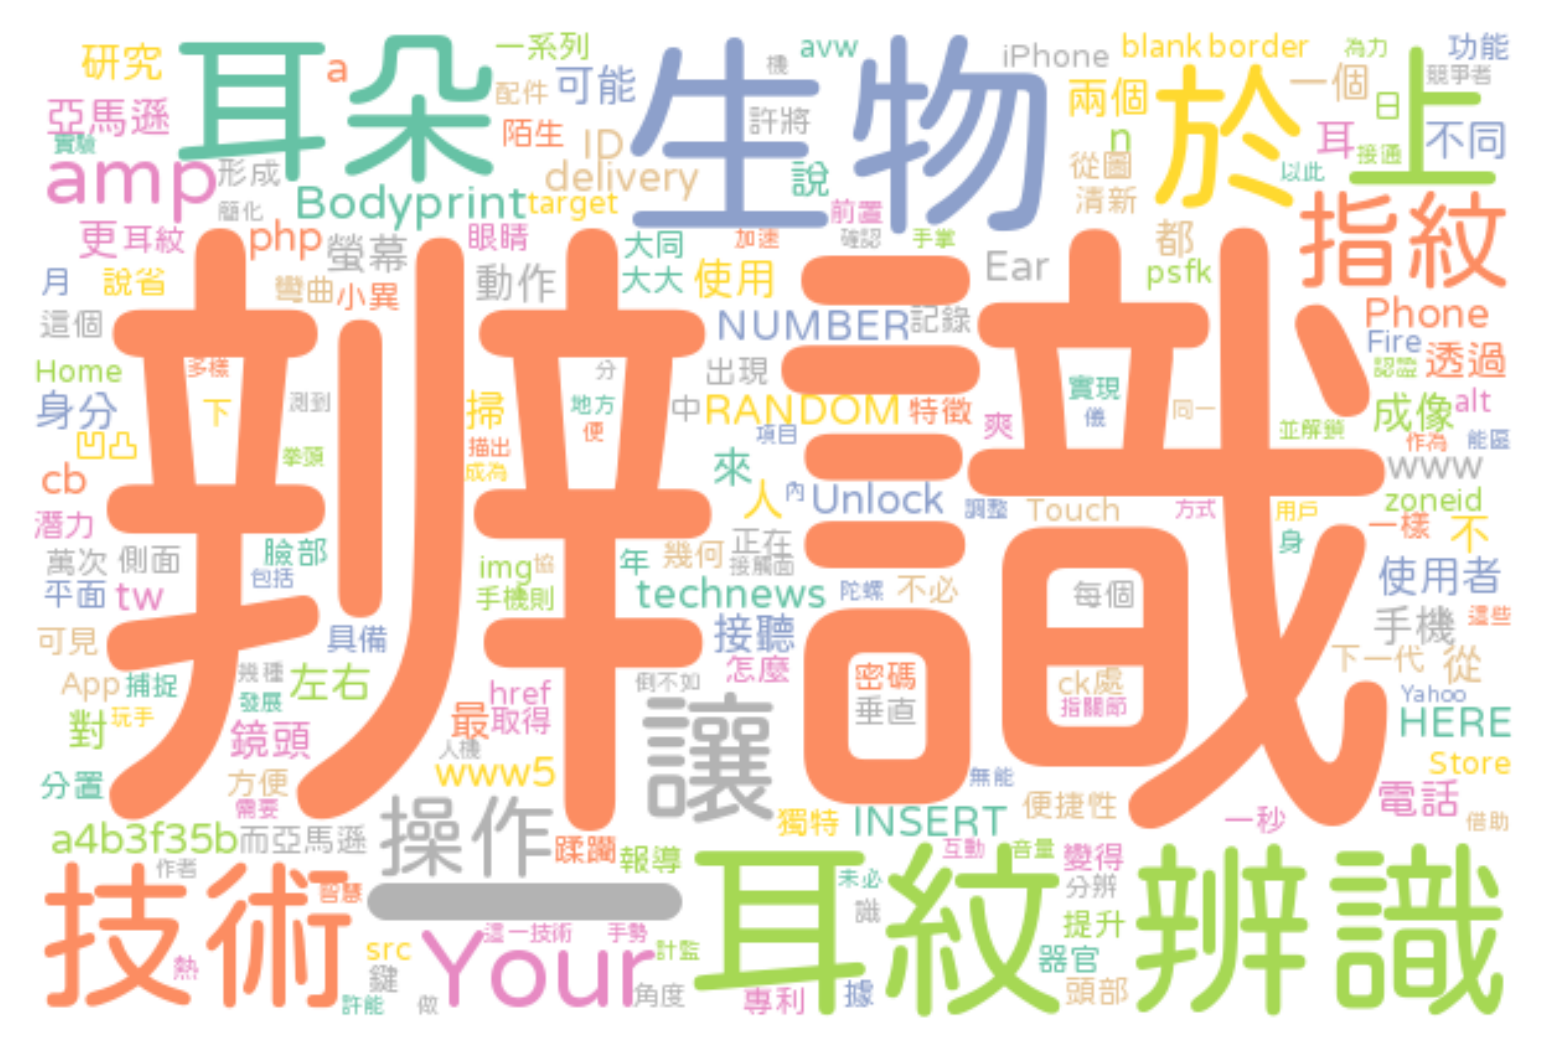 研究
耳朵
a
一系列
配件
可能
生物
機
avw
許將
iPhone
blank border
為力
功能
競爭者
兩個
於
一個
上
日
亞馬遜
實驗
amp
形成
簡化
陌生
ID
delivery
Bodyprint
target
說
前置
n
從圖
清新
以此
耳
接通
不同
更
耳紋
php
螢幕
眼睛
動作
大同
大大
加速
使用
確認
手掌
Ear
都
psfk
指紋
月
說省
彎曲
小異
這個
NUMBER
記錄
Phone
Fire
透過
Home
身分
凹凸
多樣
下
測到
拳頭
辨識
掃
描出
成為
分
地方
便
出現
中
RANDOM
特徵
項目
來
人
內
Unlock
爽
實現
儀
同一
成像
alt
並解鎖
作為
能區
www
zoneid
cb
潛力
萬次
側面
平面
tw
臉部
包括
可見
具備
img
協
手機則
年
幾何
正在
接觸面
technews
陀螺
不必
調整
Touch
方式
用戶
身
一樣
不
每個
使用者
手機
這些
App
捕捉
幾種
發展
左右
對
玩手
鏡頭
href
最
取得
人機
接聽
怎麼
倒不如
讓
密碼
垂直
ck處
指關節
下一代
從
Yahoo
HERE
Store
分置
方便
需要
www5
無能
獨特
INSERT
便捷性
一秒
電話
借助
a4b3f35b
而亞馬遜
作者
操作
蹂躪
報導
一
技術
智慧
熱
src
鍵
許能
做
Your
這一技術
手勢
計監
角度
耳紋辨識
未必
識
互動
音量
變得
分辨
提升
器官
頭部
專利
據